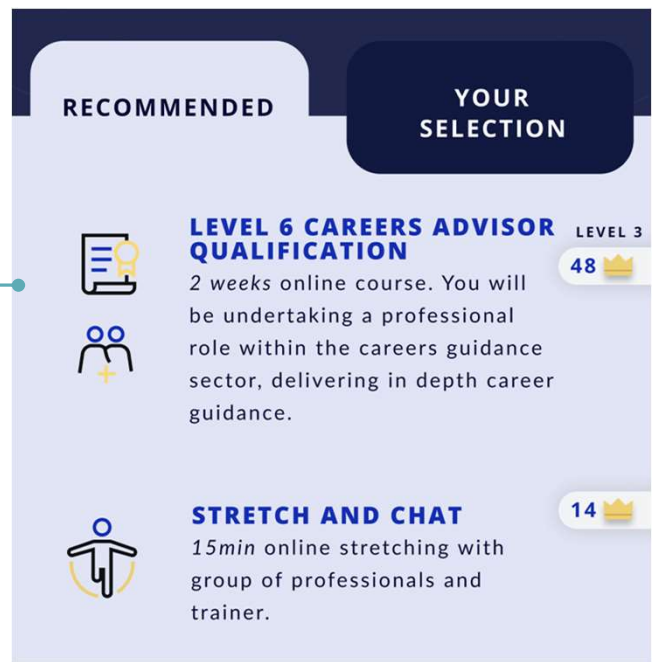 RECOMMENDED
YOUR
SELECTION
LEVEL 6 CAREERS ADVISOR
QUALIFICATION
LEVEL 3
48
2 weeks online course. You will
be undertaking a professional
role within the careers guidance
sector, delivering in depth career
guidance.
STRETCH AND CHAT
14
15min online stretching with
group of professionals and
trainer.